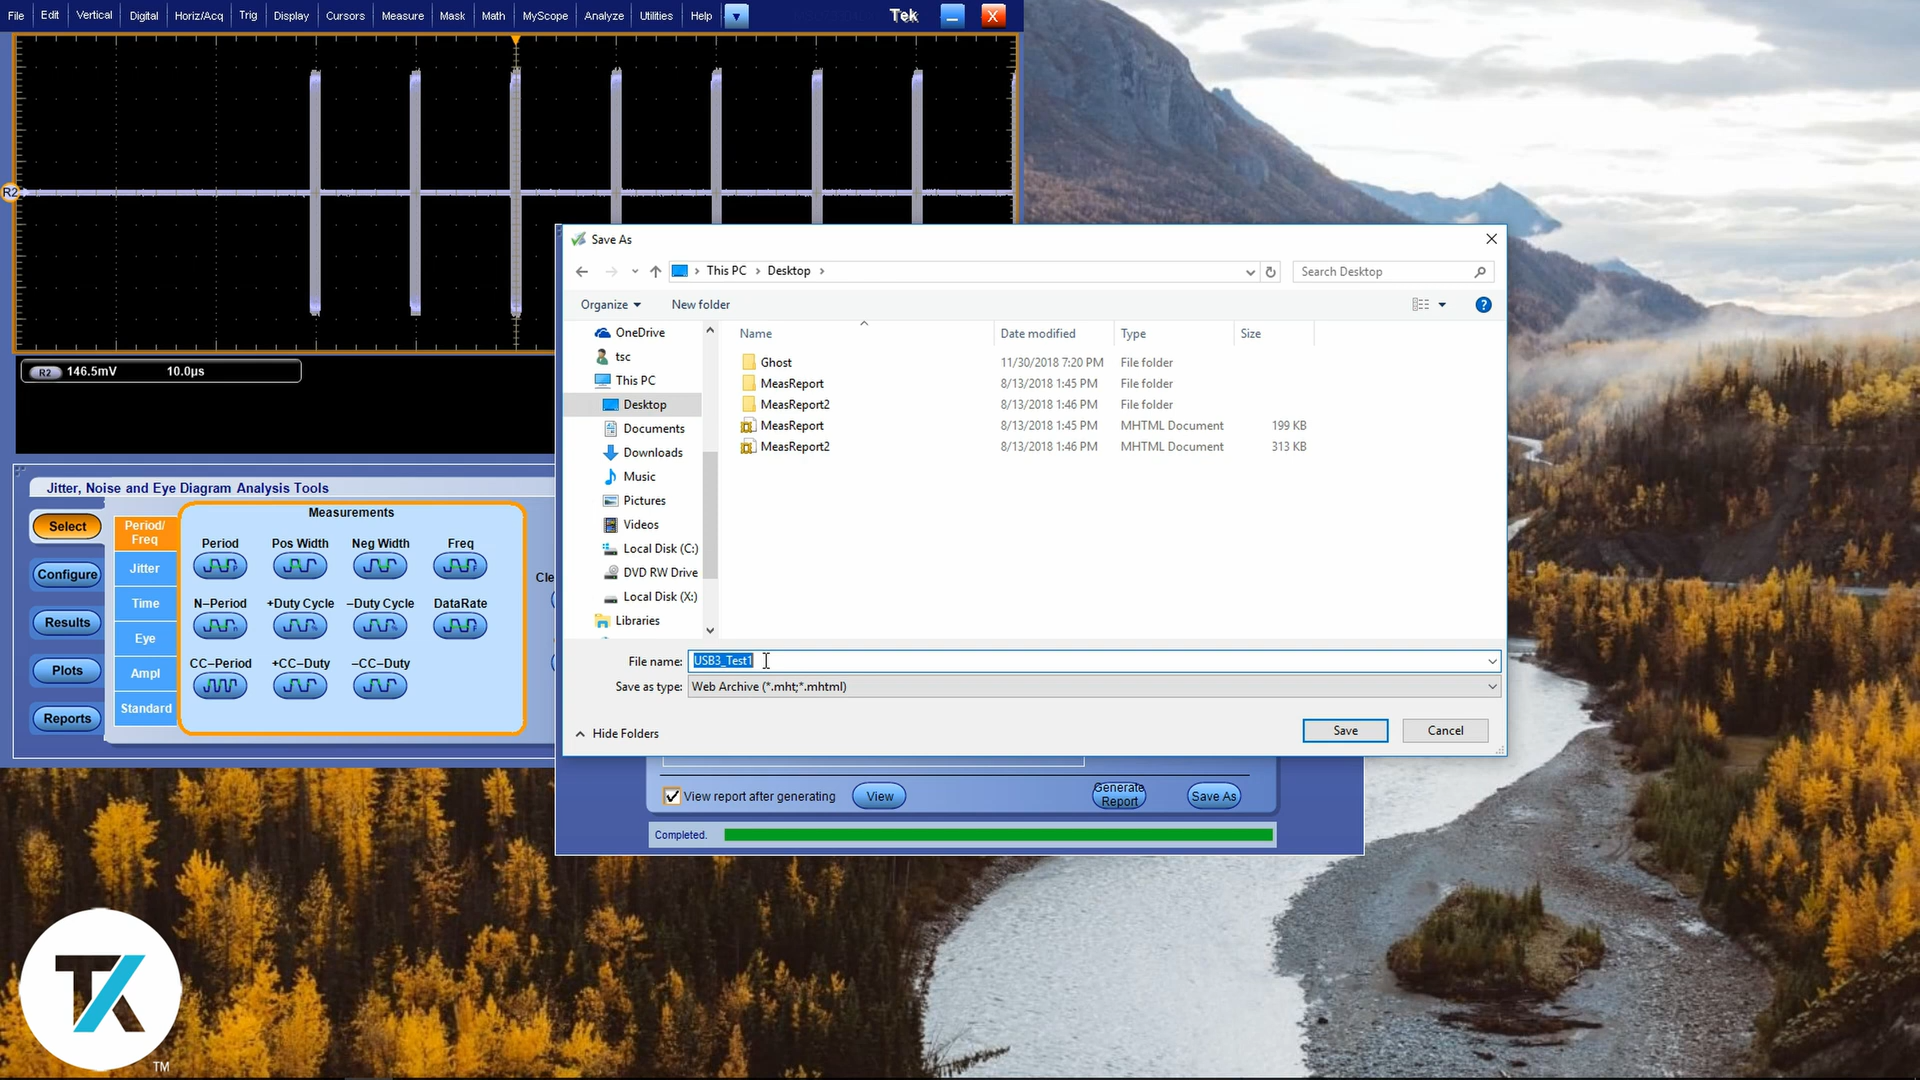 File Edit Vertical Digital Horiz/Acq Trig Display Cursors Measure Mask Math MyScope Analyze Utilities Help Tek X
R2
R2 146.5mV 10.0µs
Save As
This PC Desktop
Search Desktop
Organize New folder
Name Date modified Type Size
OneDrive
tsc
This PC
Desktop
Documents
Downloads
Music
Pictures
Videos
Local Disk (C:)
DVD RW Drive
Local Disk (X:)
Libraries
Ghost 11/30/2018 7:20 PM File folder
MeasReport 8/13/2018 1:45 PM File folder
MeasReport2 8/13/2018 1:46 PM File folder
MeasReport 8/13/2018 1:45 PM MHTML Document 199 KB
MeasReport2 8/13/2018 1:46 PM MHTML Document 313 KB
File name: USB3_Test1
Save as type: Web Archive (*.mht;*.mhtml)
Hide Folders
Save Cancel
Jitter, Noise and Eye Diagram Analysis Tools
Select
Configure
Results
Plots
Reports
Period/
Freq
Jitter
Time
Eye
Ampl
Standard
Measurements
Period Pos Width Neg Width Freq
N–Period +Duty Cycle –Duty Cycle DataRate
CC–Period +CC–Duty –CC–Duty
Cle
View report after generating View
Generate
Report
Save As
Completed.
TK
TM